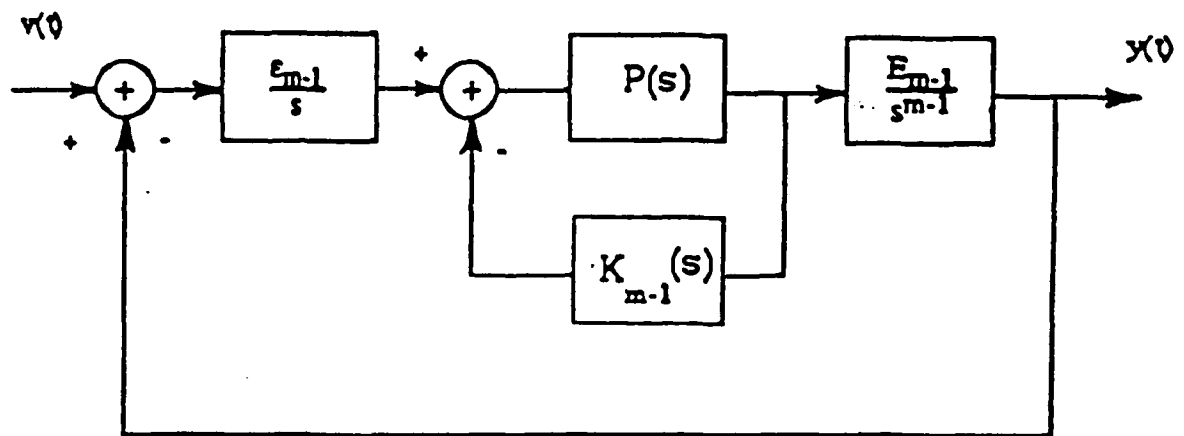 v(t)
y(t)
+
ε_{m-1}
s
+
+
P(s)
E_{m-1}
s^{m-1}
+
+
-
-
K_{m-1}(s)